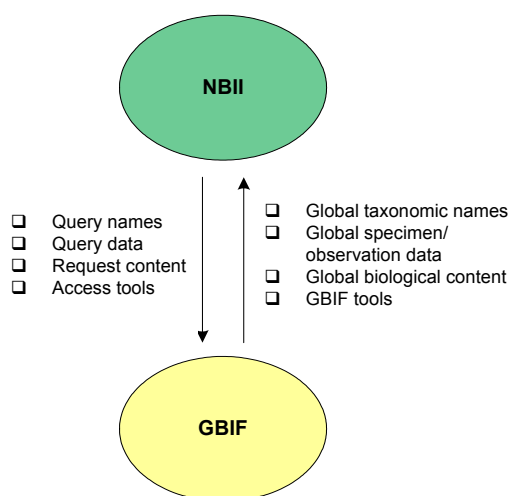 NBII
❑ Query names
❑ Query data
❑ Request content
❑ Access tools
❑ Global taxonomic names
❑ Global specimen/
observation data
❑ Global biological content
❑ GBIF tools
GBIF